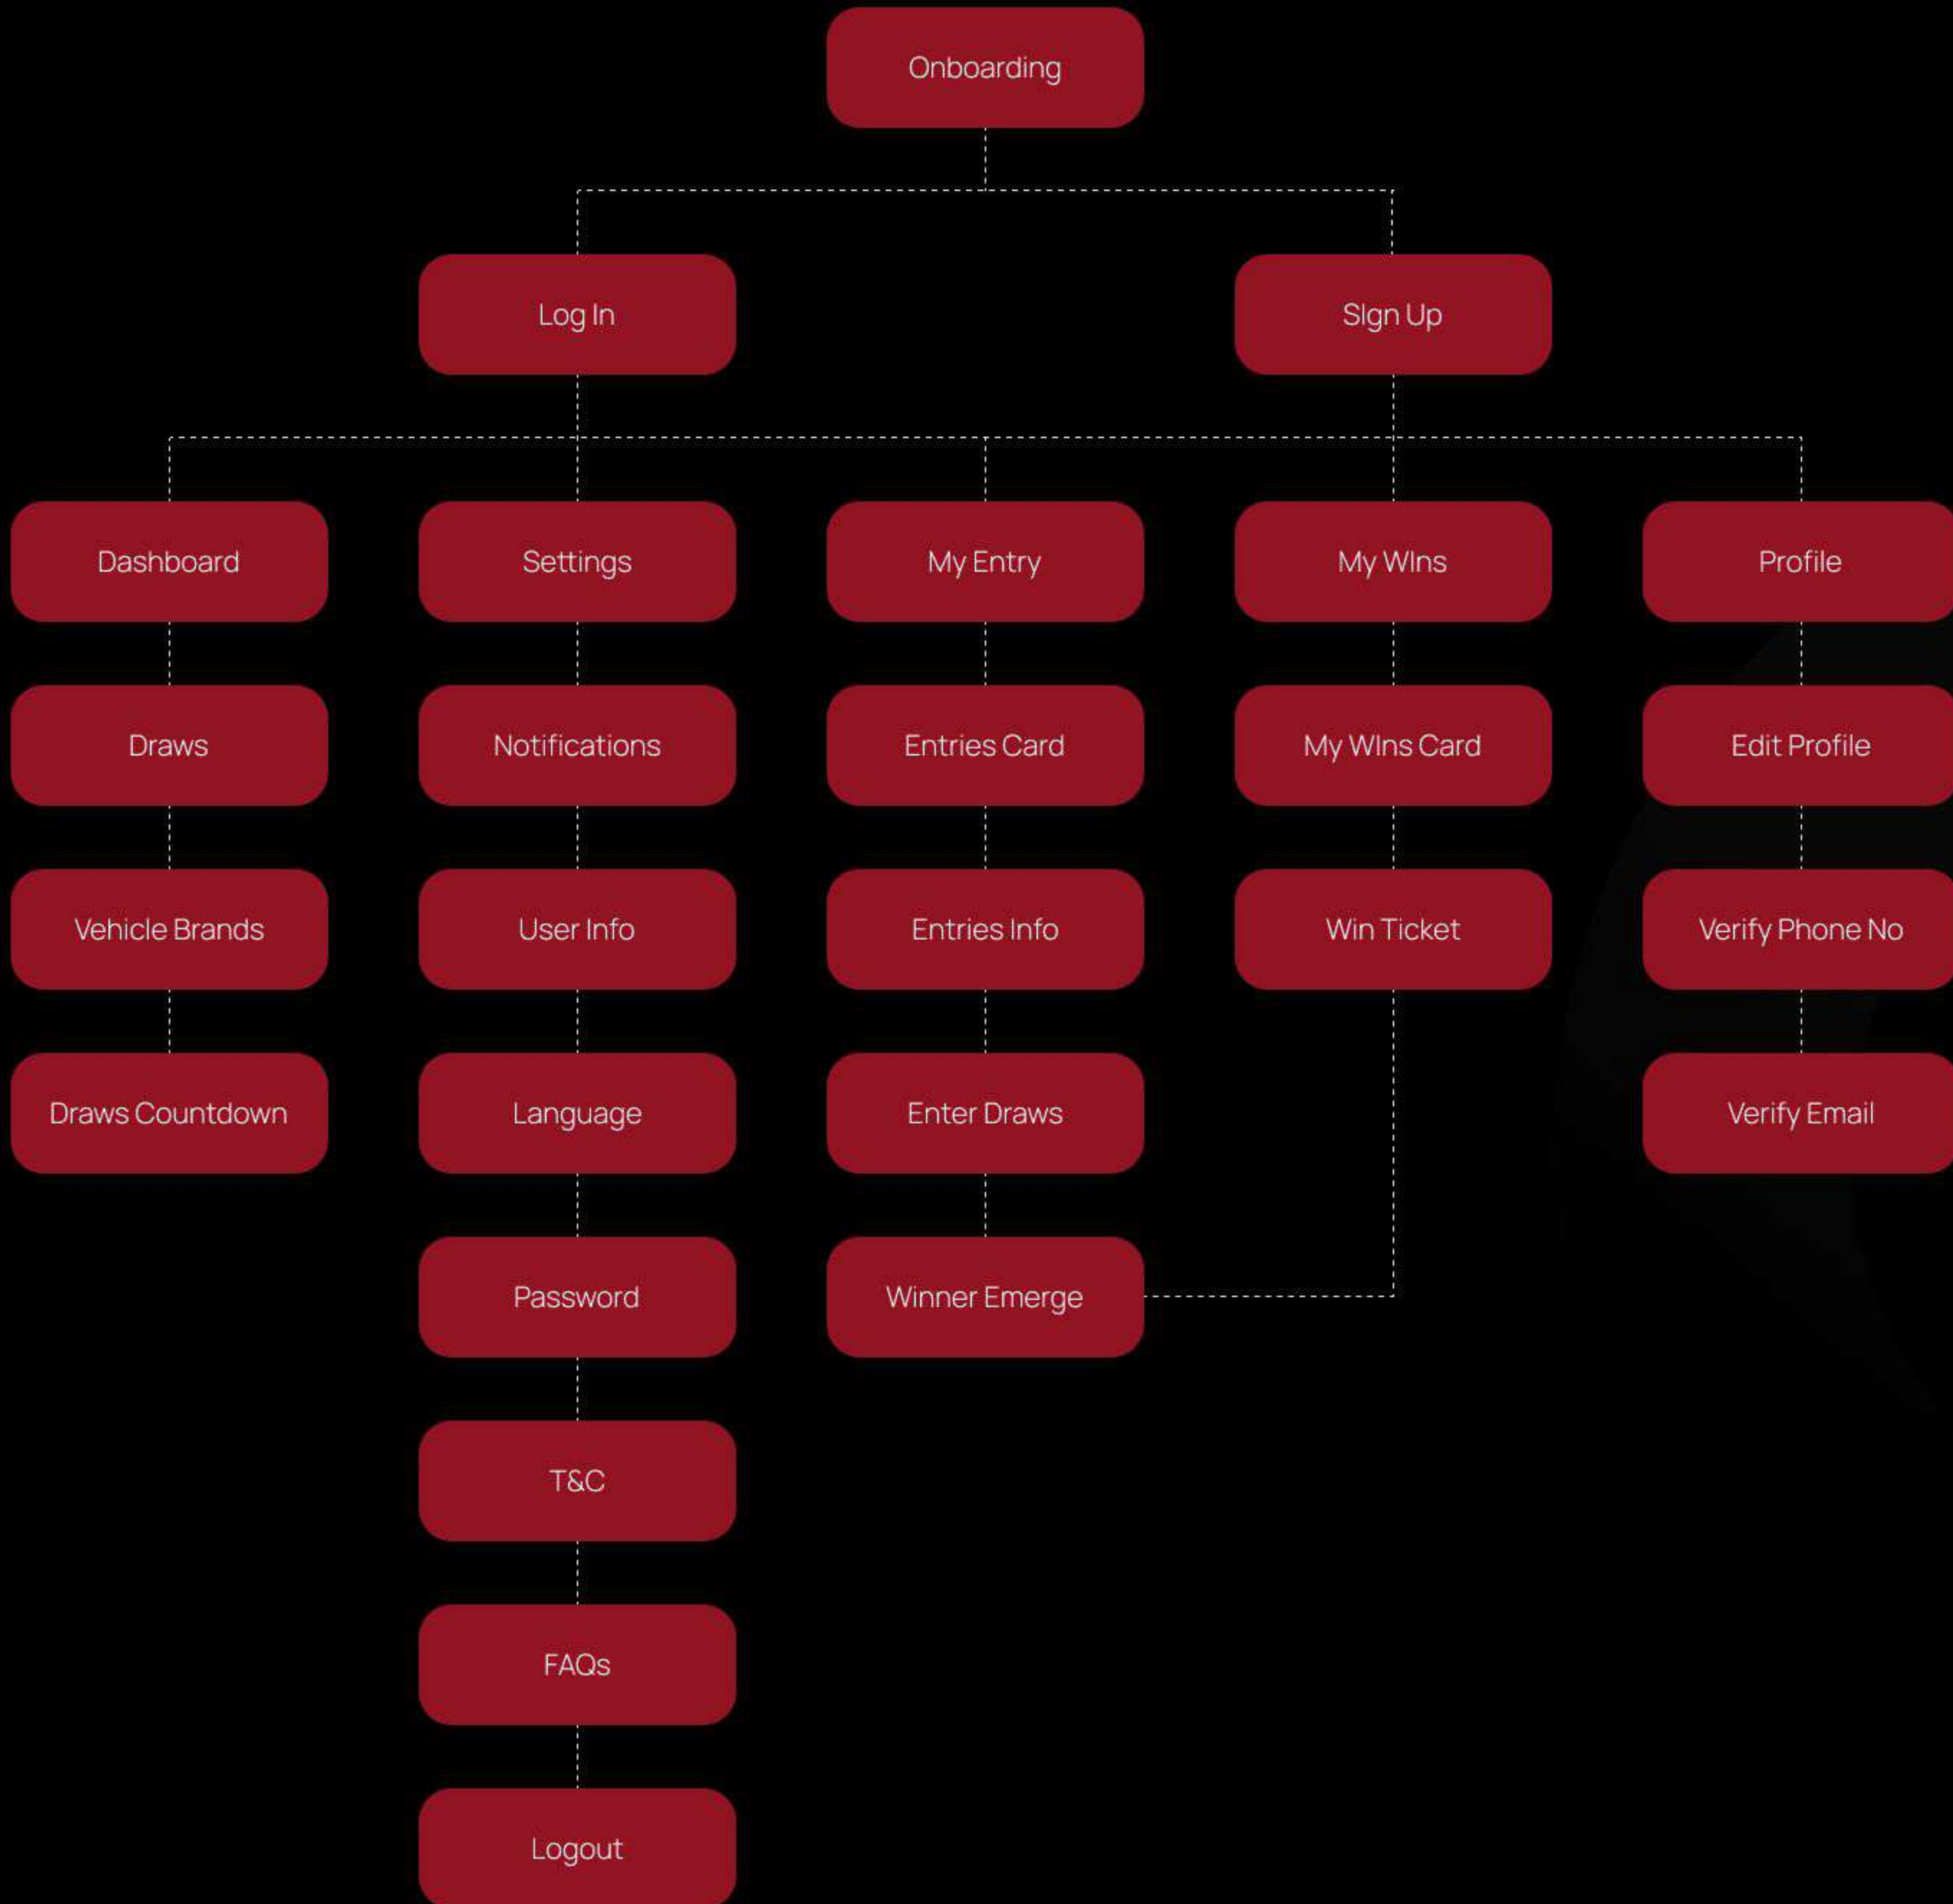 Onboarding
Log In
SIgn Up
Dashboard
Settings
My Entry
My WIns
Profile
Draws
Notifications
Entries Card
My WIns Card
Edit Profile
Vehicle Brands
User Info
Entries Info
Win Ticket
Verify Phone No
Draws Countdown
Language
Enter Draws
Verify Email
Password
Winner Emerge
T&C
FAQs
Logout